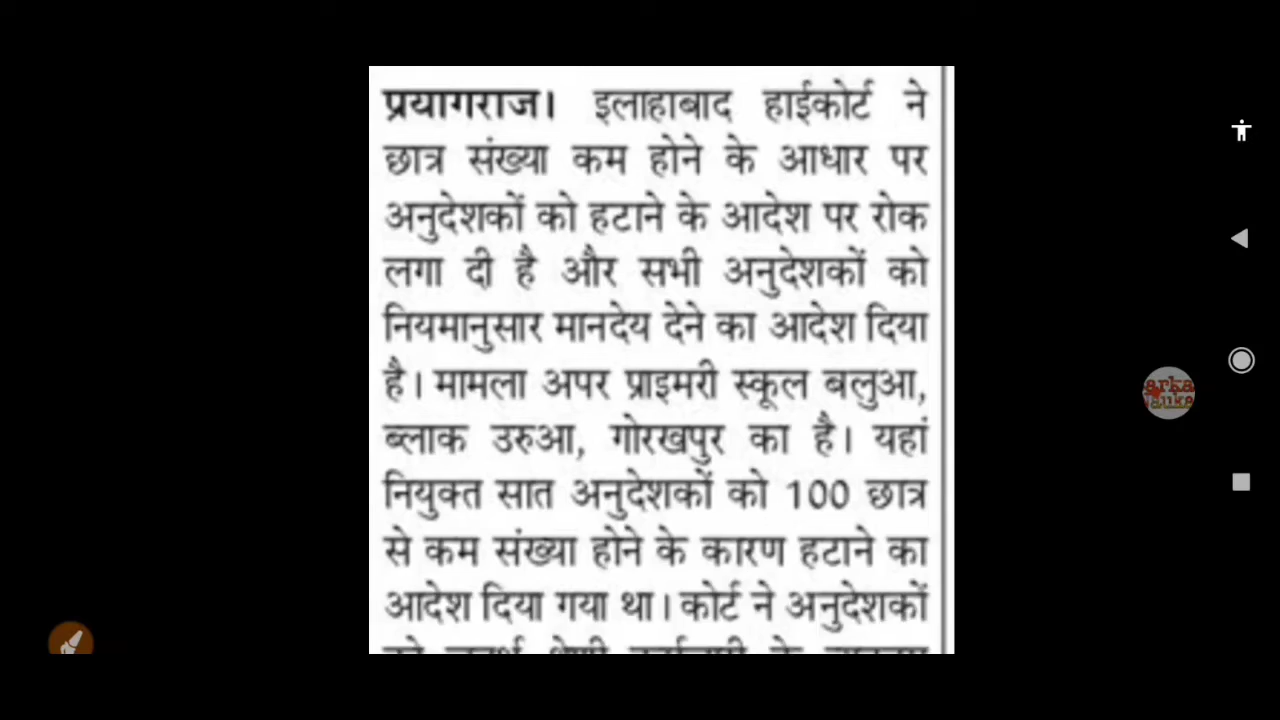 प्रयागराज। इलाहाबाद हाईकोर्ट ने
छात्र संख्या कम होने के आधार पर
अनुदेशकों को हटाने के आदेश पर रोक
लगा दी है और सभी अनुदेशकों को
नियमानुसार मानदेय देने का आदेश दिया
है। मामला अपर प्राइमरी स्कूल बलुआ,
ब्लाक उरुआ, गोरखपुर का है। यहां
नियुक्त सात अनुदेशकों को 100 छात्र
से कम संख्या होने के कारण हटाने का
आदेश दिया गया था। कोर्ट ने अनुदेशकों